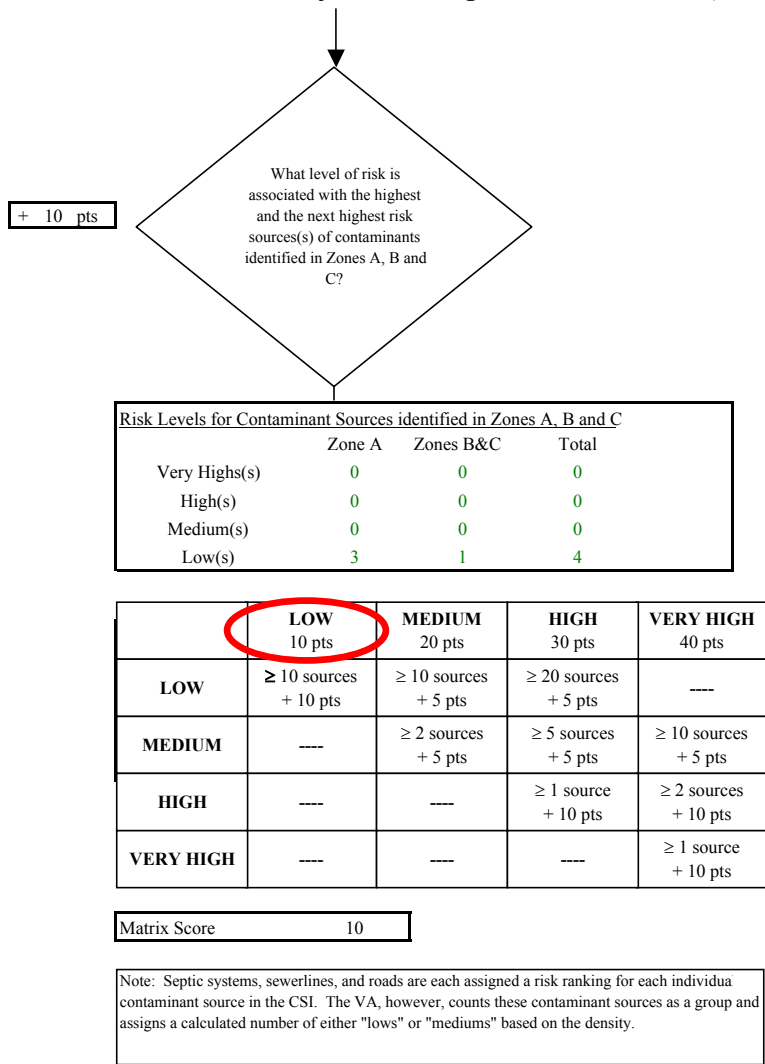 + 10 pts
What level of risk is
associated with the highest
and the next highest risk
sources(s) of contaminants
identified in Zones A, B and
C?
Risk Levels for Contaminant Sources identified in Zones A, B and C
Zone A Zones B&C Total
Very Highs(s) 0 0 0
High(s) 0 0 0
Medium(s) 0 0 0
Low(s) 3 1 4
LOW MEDIUM HIGH VERY HIGH
10 pts 20 pts 30 pts 40 pts
LOW ≥ 10 sources ≥ 10 sources ≥ 20 sources ----
+ 10 pts + 5 pts + 5 pts
MEDIUM ---- ≥ 2 sources ≥ 5 sources ≥ 10 sources
+ 5 pts + 5 pts + 5 pts
HIGH ---- ---- ≥ 1 source ≥ 2 sources
+ 10 pts + 10 pts
VERY HIGH ---- ---- ---- ≥ 1 source
+ 10 pts
Matrix Score 10
Note: Septic systems, sewerlines, and roads are each assigned a risk ranking for each individua
contaminant source in the CSI. The VA, however, counts these contaminant sources as a group and
assigns a calculated number of either "lows" or "mediums" based on the density.